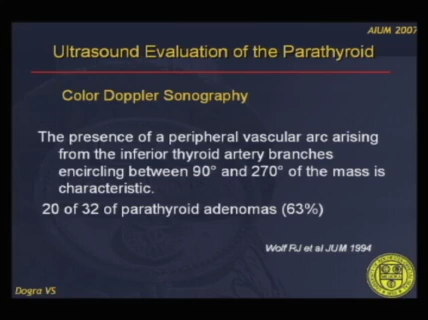 AIUM 2007
Ultrasound Evaluation of the Parathyroid
Color Doppler Sonography
The presence of a peripheral vascular arc arising
from the inferior thyroid artery branches
encircling between 90° and 270° of the mass is
characteristic.
20 of 32 of parathyroid adenomas (63%)
Wolf RJ et al JUM 1994
Dogra VS